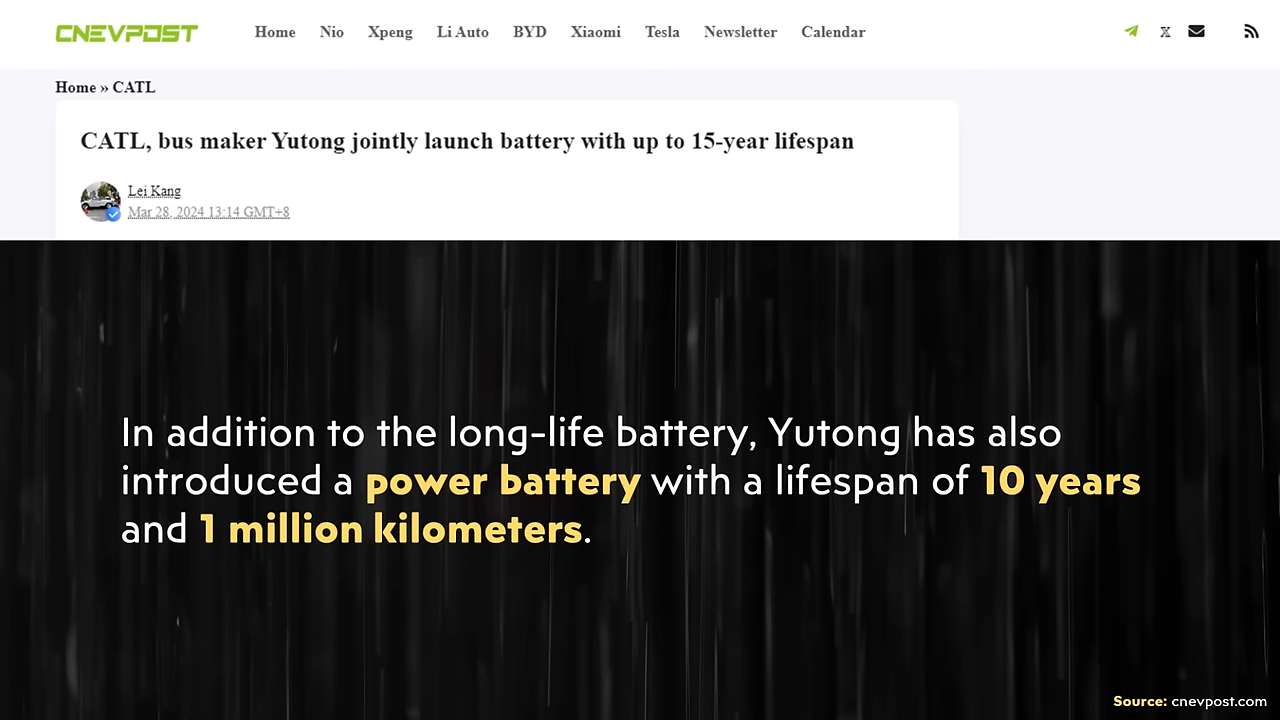 CNEVPOST Home Nio Xpeng Li Auto BYD Xiaomi Tesla Newsletter Calendar
Home » CATL
CATL, bus maker Yutong jointly launch battery with up to 15-year lifespan
Lei Kang
Mar 28, 2024 13:14 GMT+8
In addition to the long-life battery, Yutong has also
introduced a power battery with a lifespan of 10 years
and 1 million kilometers.
Source: cnevpost.com